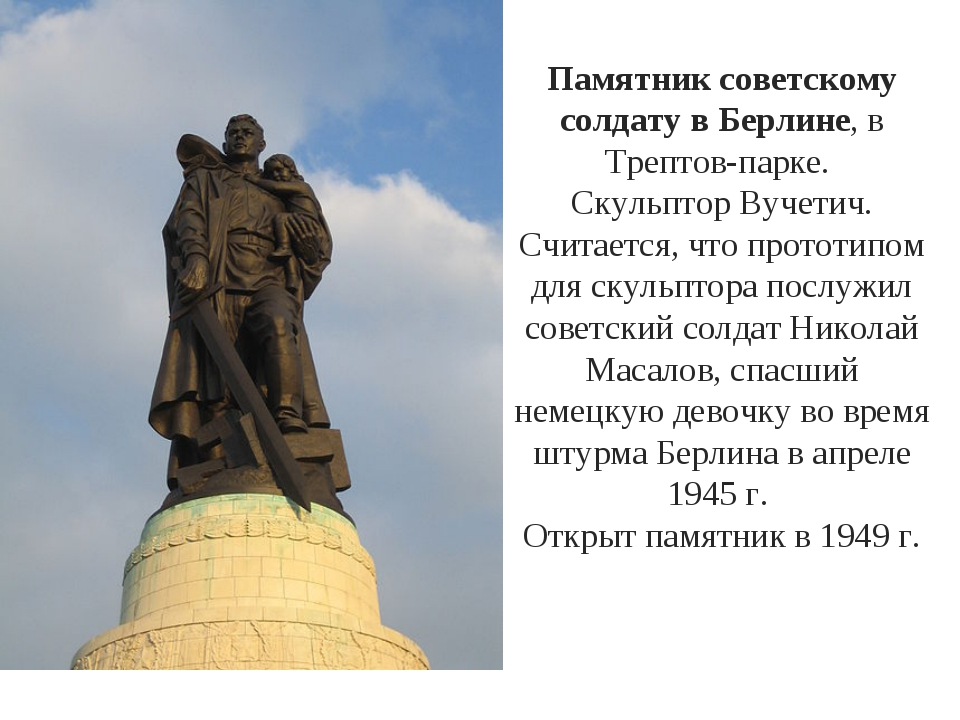 Памятник советскому
солдату в Берлине, в
Трептов-парке.
Скульптор Вучетич.
Считается, что прототипом
для скульптора послужил
советский солдат Николай
Масалов, спасший
немецкую девочку во время
штурма Берлина в апреле
1945 г.
Открыт памятник в 1949 г.